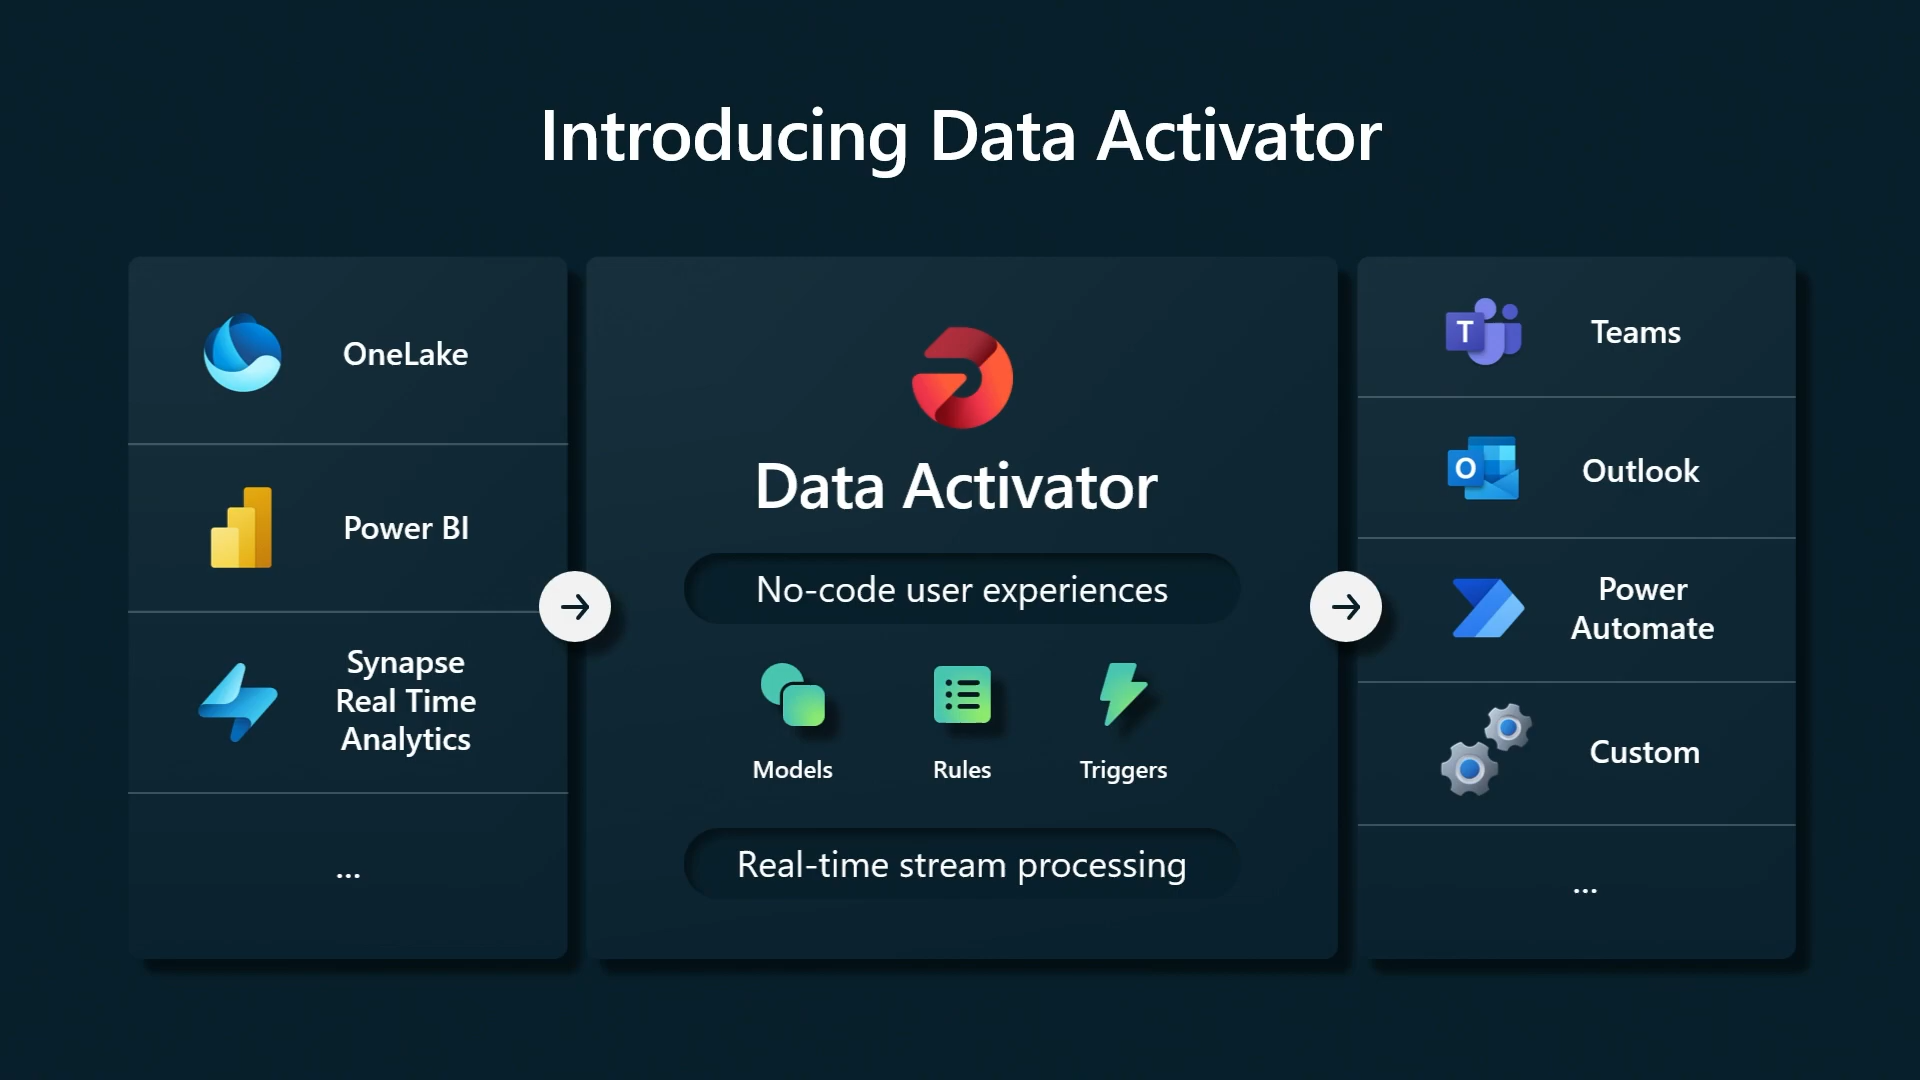 Introducing Data Activator
OneLake
Power BI
Synapse
Real Time
Analytics
...
Data Activator
No-code user experiences
Models
Rules
Triggers
Real-time stream processing
T
Teams
O
Outlook
Power
Automate
Custom
...